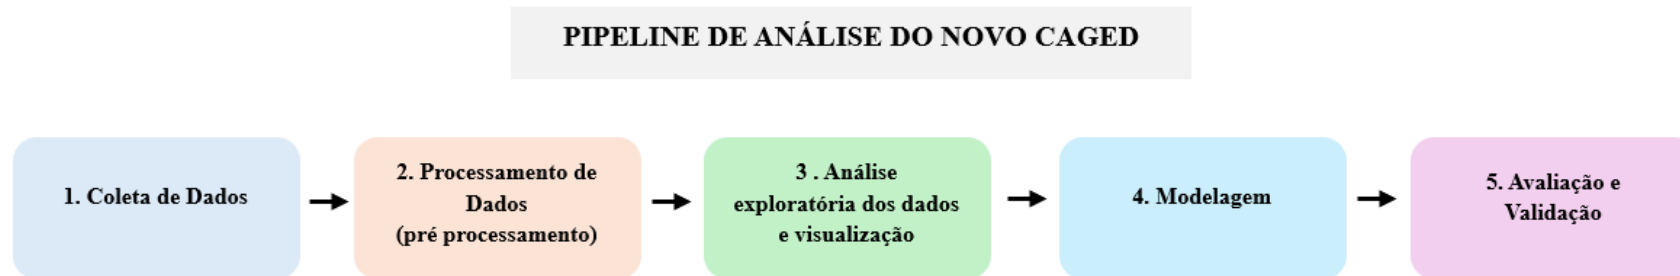 PIPELINE DE ANÁLISE DO NOVO CAGED
1. Coleta de Dados
2. Processamento de
Dados
(pré processamento)
3 . Análise
exploratória dos dados
e visualização
4. Modelagem
5. Avaliação e
Validação